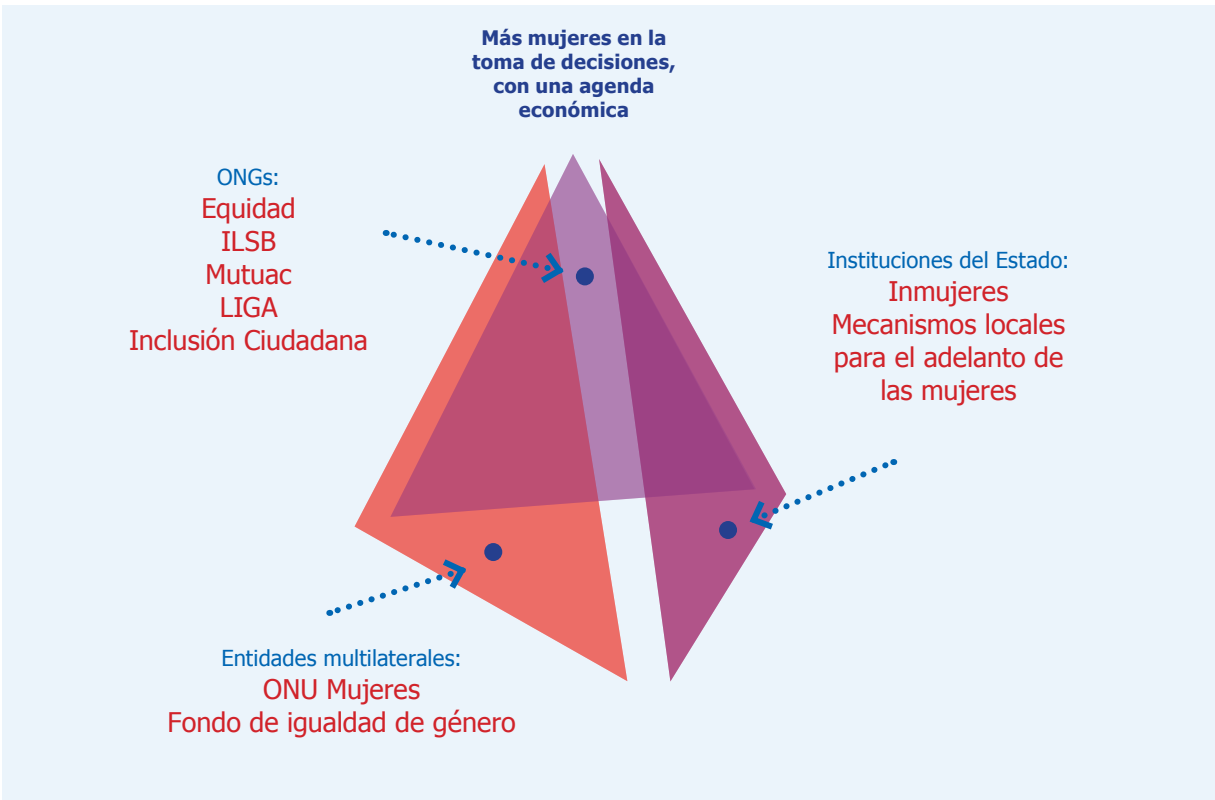 Más mujeres en la
toma de decisiones,
con una agenda
económica
ONGs:
Equidad
ILSB
Mutuac
LIGA
Inclusión Ciudadana
Instituciones del Estado:
Inmujeres
Mecanismos locales
para el adelanto de
las mujeres
Entidades multilaterales:
ONU Mujeres
Fondo de igualdad de género